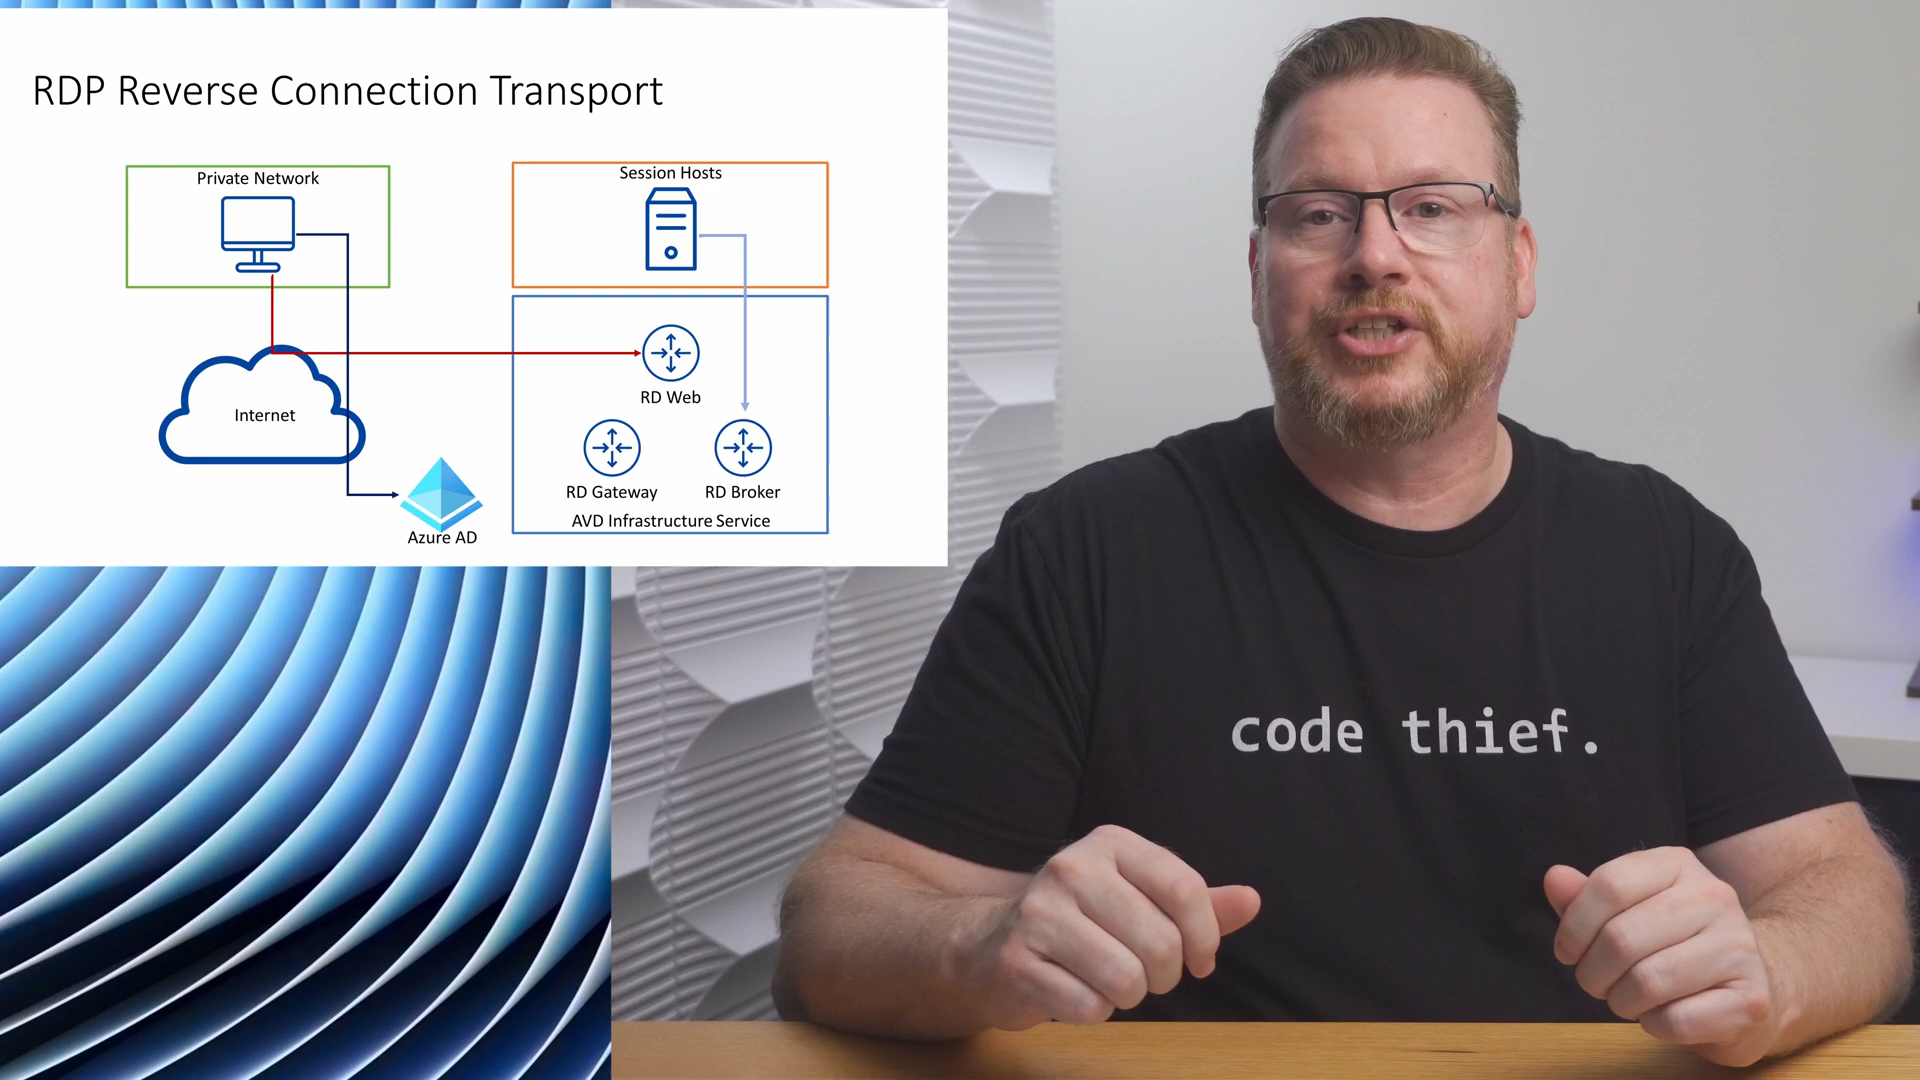 RDP Reverse Connection Transport
Private Network
Session Hosts
RD Web
Internet
RD Gateway
RD Broker
AVD Infrastructure Service
Azure AD
code thief.